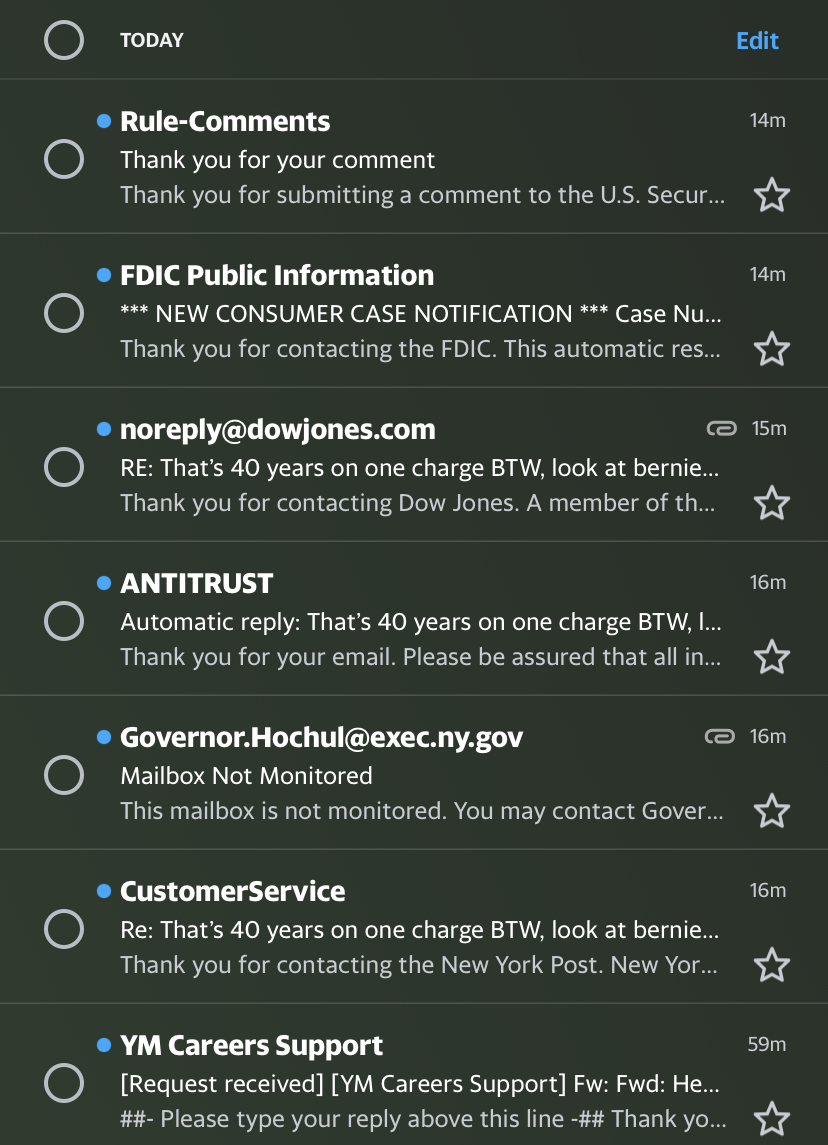 TODAY
Edit
Rule-Comments
14m
Thank you for your comment
Thank you for submitting a comment to the U.S. Secur...
FDIC Public Information
14m
*** NEW CONSUMER CASE NOTIFICATION *** Case Nu...
Thank you for contacting the FDIC. This automatic res...
noreply@dowjones.com
15m
RE: That’s 40 years on one charge BTW, look at bernie...
Thank you for contacting Dow Jones. A member of th...
ANTITRUST
16m
Automatic reply: That’s 40 years on one charge BTW, l...
Thank you for your email. Please be assured that all in...
Governor.Hochul@exec.ny.gov
16m
Mailbox Not Monitored
This mailbox is not monitored. You may contact Gover...
CustomerService
16m
Re: That’s 40 years on one charge BTW, look at bernie...
Thank you for contacting the New York Post. New Yor...
YM Careers Support
59m
[Request received] [YM Careers Support] Fw: Fwd: He...
##- Please type your reply above this line -## Thank yo...